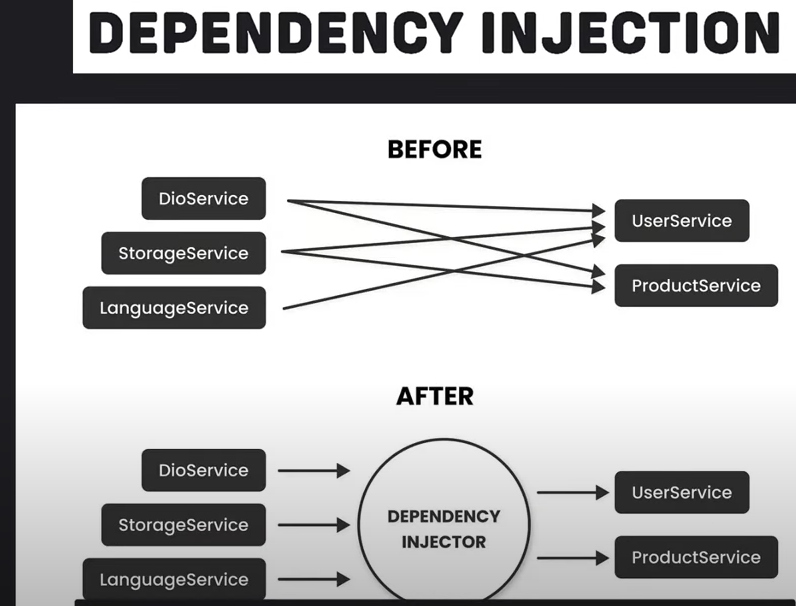 DEPENDENCY INJECTION
BEFORE
DioService
StorageService
LanguageService
UserService
ProductService
AFTER
DioService
StorageService
LanguageService
DEPENDENCY
INJECTOR
UserService
ProductService